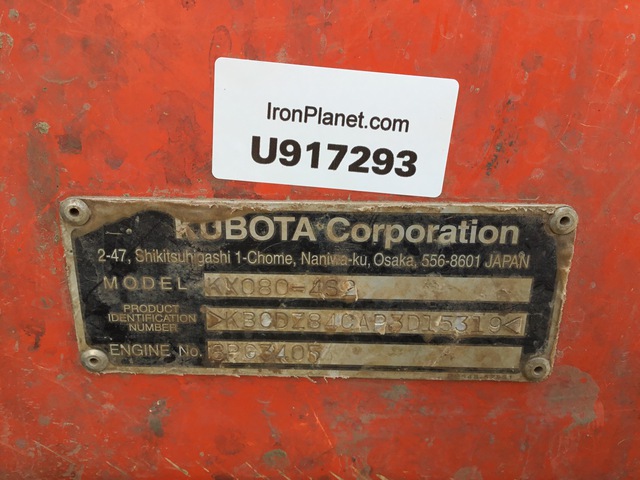 IronPlanet.com
U917293
KUBOTA Corporation
2-47, Shikitsuhigashi 1-Chome, Naniwa-ku, Osaka, 556-8601 JAPAN
MODEL KX080-4S2
PRODUCT
IDENTIFICATION
NUMBER
ENGINE No.